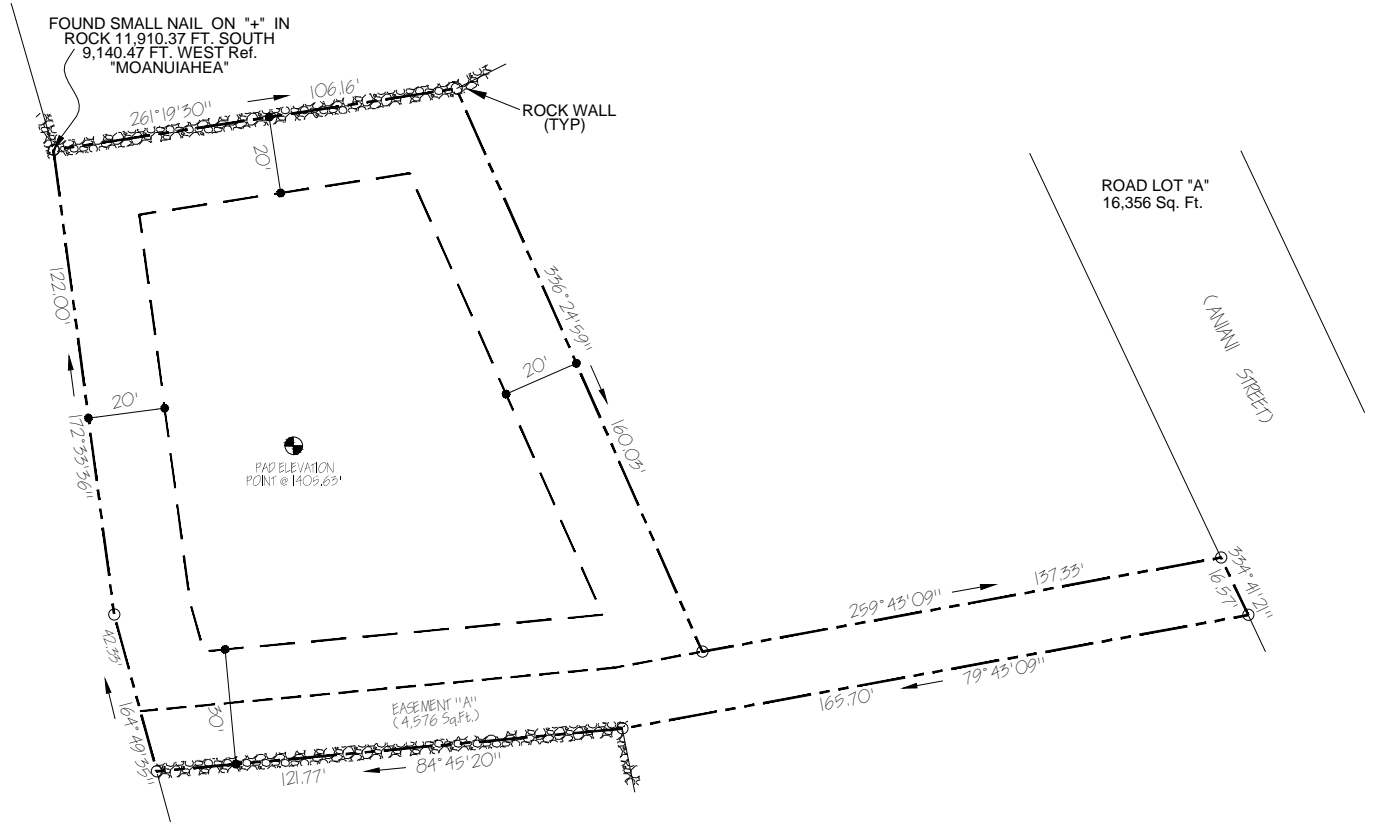 FOUND SMALL NAIL ON "+" IN
ROCK 11,910.37 FT. SOUTH
9,140.47 FT. WEST Ref.
"MOANUIAHEA"
261°19'30"
106.16'
ROCK WALL
(TYP)
ROAD LOT "A"
16,356 Sq. Ft.
(ANIANI STREET)
20'
122.00'
336°24'59"
20'
20'
172°33'36"
160.03'
PAD ELEVATION
POINT @ 1405.63'
137.33'
334°41'21"
16.57'
259°43'09"
42.33'
79°43'09"
165.70'
EASEMENT "A"
(4,576 Sq.Ft.)
30'
164°49'35"
84°45'20"
121.77'